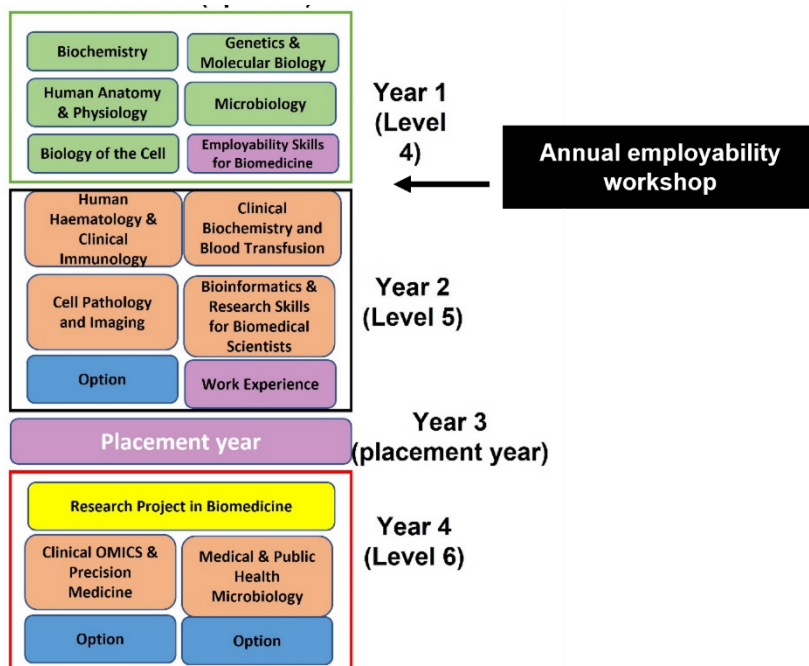 Biochemistry
Genetics &
Molecular Biology
Human Anatomy
& Physiology
Microbiology
Biology of the Cell
Employability Skills
for Biomedicine
Year 1
(Level
4)
Annual employability
workshop
Human
Haematology &
Clinical
Immunology
Clinical
Biochemistry and
Blood Transfusion
Cell Pathology
and Imaging
Bioinformatics &
Research Skills
for Biomedical
Scientists
Option
Work Experience
Year 2
(Level 5)
Placement year
Year 3
(placement year)
Research Project in Biomedicine
Clinical OMICS &
Precision
Medicine
Medical & Public
Health
Microbiology
Option
Option
Year 4
(Level 6)